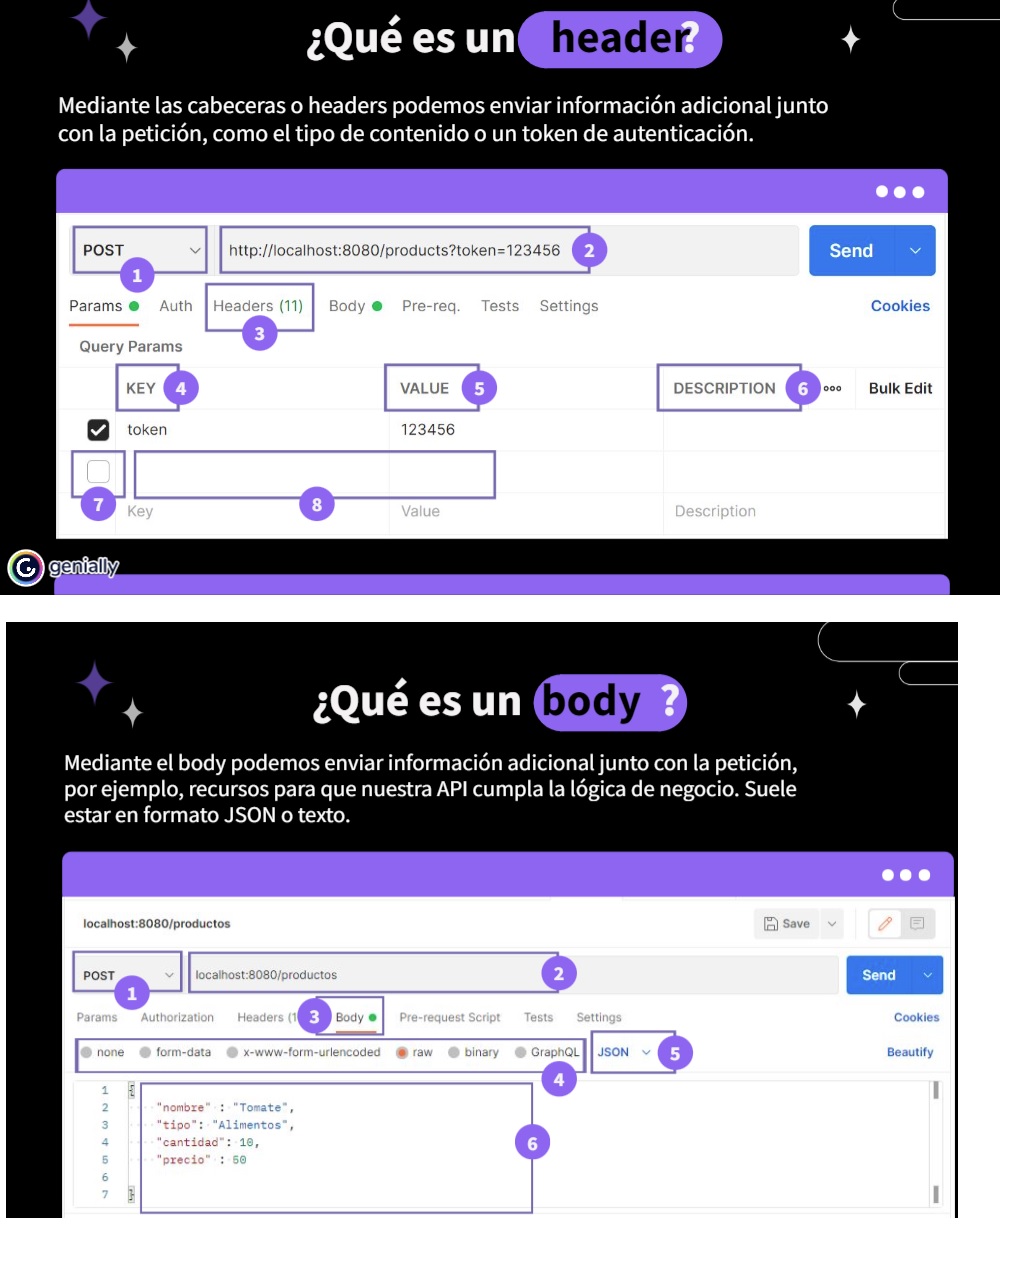 ¿Qué es un header?
Mediante las cabeceras o headers podemos enviar información adicional junto
con la petición, como el tipo de contenido o un token de autenticación.
POST
1
http://localhost:8080/products?token=123456
2
Send
Params
Auth
Headers (11)
3
Body
Pre-req.
Tests
Settings
Cookies
Query Params
KEY
4
VALUE
5
DESCRIPTION
6
Bulk Edit
token
123456
7
8
Key
Value
Description
genially
¿Qué es un body ?
Mediante el body podemos enviar información adicional junto con la petición,
por ejemplo, recursos para que nuestra API cumpla la lógica de negocio. Suele
estar en formato JSON o texto.
localhost:8080/productos
Save
POST
1
localhost:8080/productos
2
Send
Params
Authorization
Headers (1
3
Body
Pre-request Script
Tests
Settings
Cookies
none
form-data
x-www-form-urlencoded
raw
binary
GraphQL
4
JSON
5
Beautify
1 {
2 "nombre" : "Tomate",
3 "tipo": "Alimentos",
4 "cantidad": 10,
5 "precio" : 50
6
7 }
6